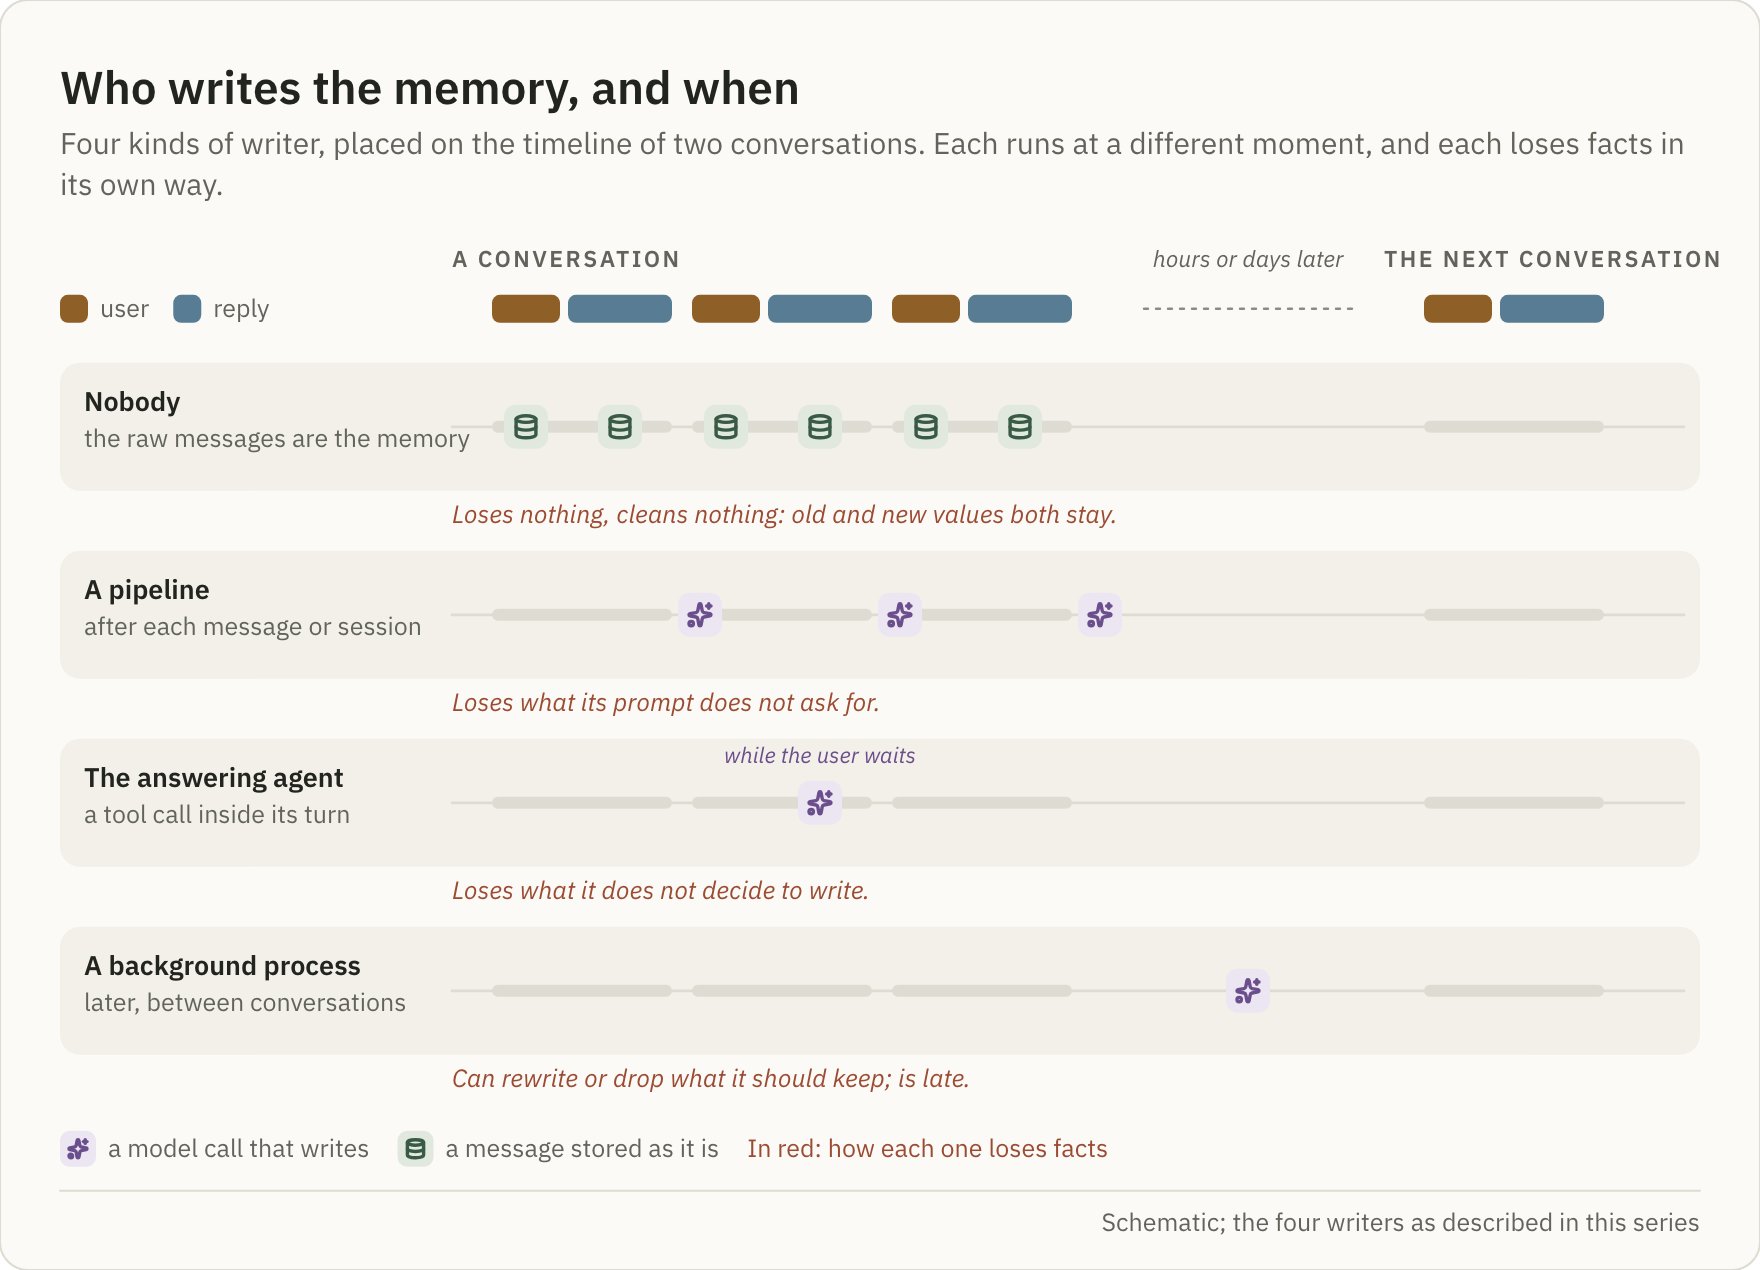 Who writes the memory, and when
Four kinds of writer, placed on the timeline of two conversations. Each runs at a different moment, and each loses facts in
its own way.
A CONVERSATION
hours or days later
THE NEXT CONVERSATION
user
reply
Nobody
the raw messages are the memory
Loses nothing, cleans nothing: old and new values both stay.
A pipeline
after each message or session
Loses what its prompt does not ask for.
while the user waits
The answering agent
a tool call inside its turn
Loses what it does not decide to write.
A background process
later, between conversations
Can rewrite or drop what it should keep; is late.
a model call that writes
a message stored as it is
In red: how each one loses facts
Schematic; the four writers as described in this series